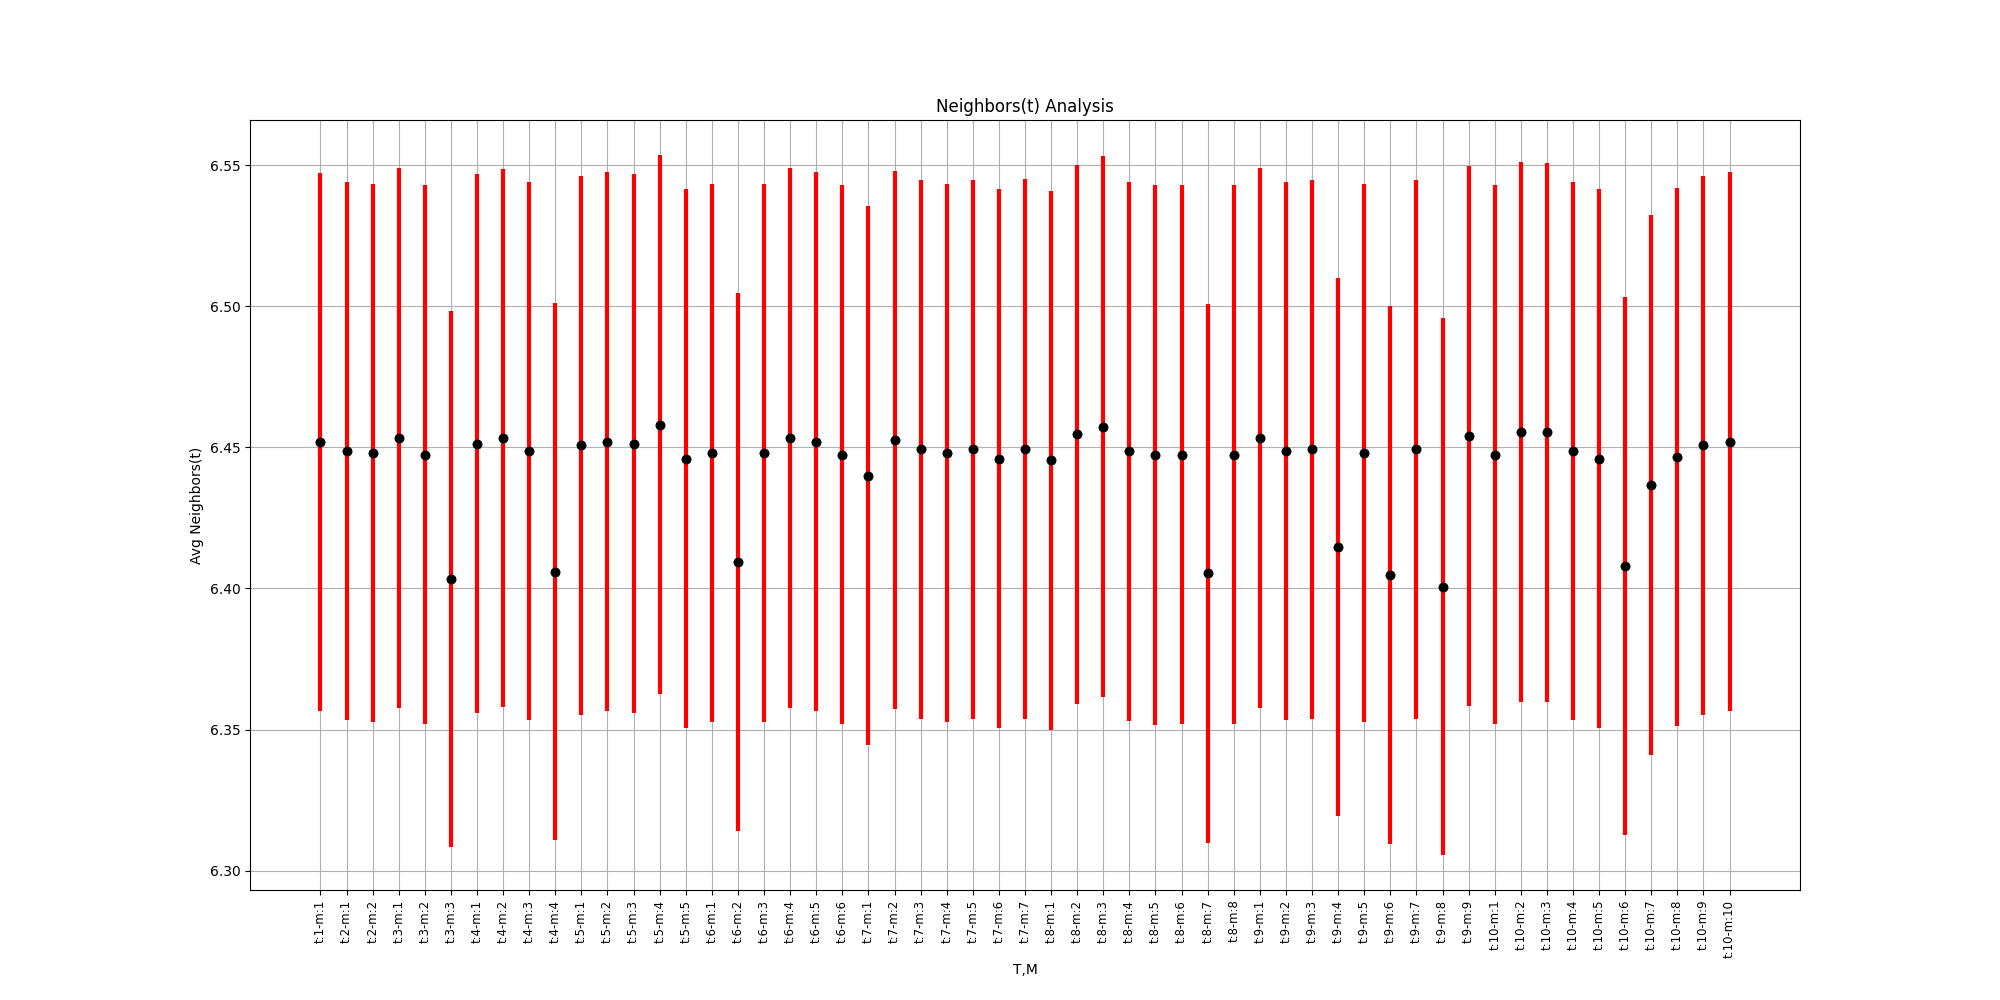 Neighbors(t) Analysis
6.55
6.50
6.45
6.40
6.35
6.30
Avg Neighbors(t)
t:1-m:1
t:2-m:1
t:2-m:2
t:3-m:1
t:3-m:2
t:3-m:3
t:4-m:1
t:4-m:2
t:4-m:3
t:4-m:4
t:5-m:1
t:5-m:2
t:5-m:3
t:5-m:4
t:5-m:5
t:6-m:1
t:6-m:2
t:6-m:3
t:6-m:4
t:6-m:5
t:6-m:6
t:7-m:1
t:7-m:2
t:7-m:3
t:7-m:4
t:7-m:5
t:7-m:6
t:7-m:7
t:8-m:1
t:8-m:2
t:8-m:3
t:8-m:4
t:8-m:5
t:8-m:6
t:8-m:7
t:8-m:8
t:9-m:1
t:9-m:2
t:9-m:3
t:9-m:4
t:9-m:5
t:9-m:6
t:9-m:7
t:9-m:8
t:9-m:9
t:10-m:1
t:10-m:2
t:10-m:3
t:10-m:4
t:10-m:5
t:10-m:6
t:10-m:7
t:10-m:8
t:10-m:9
t:10-m:10
T,M